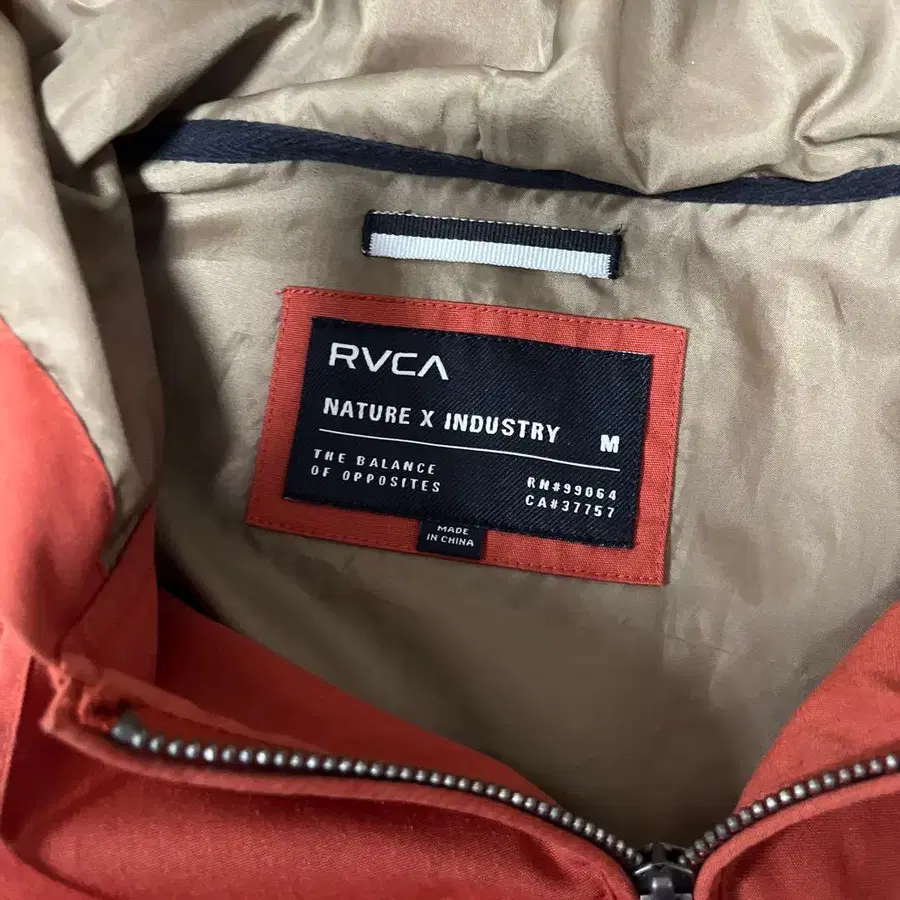 RVCA
NATURE X INDUSTRY M
THE BALANCE
OF OPPOSITES
RN#99064
CA#37757
MADE
IN CHINA